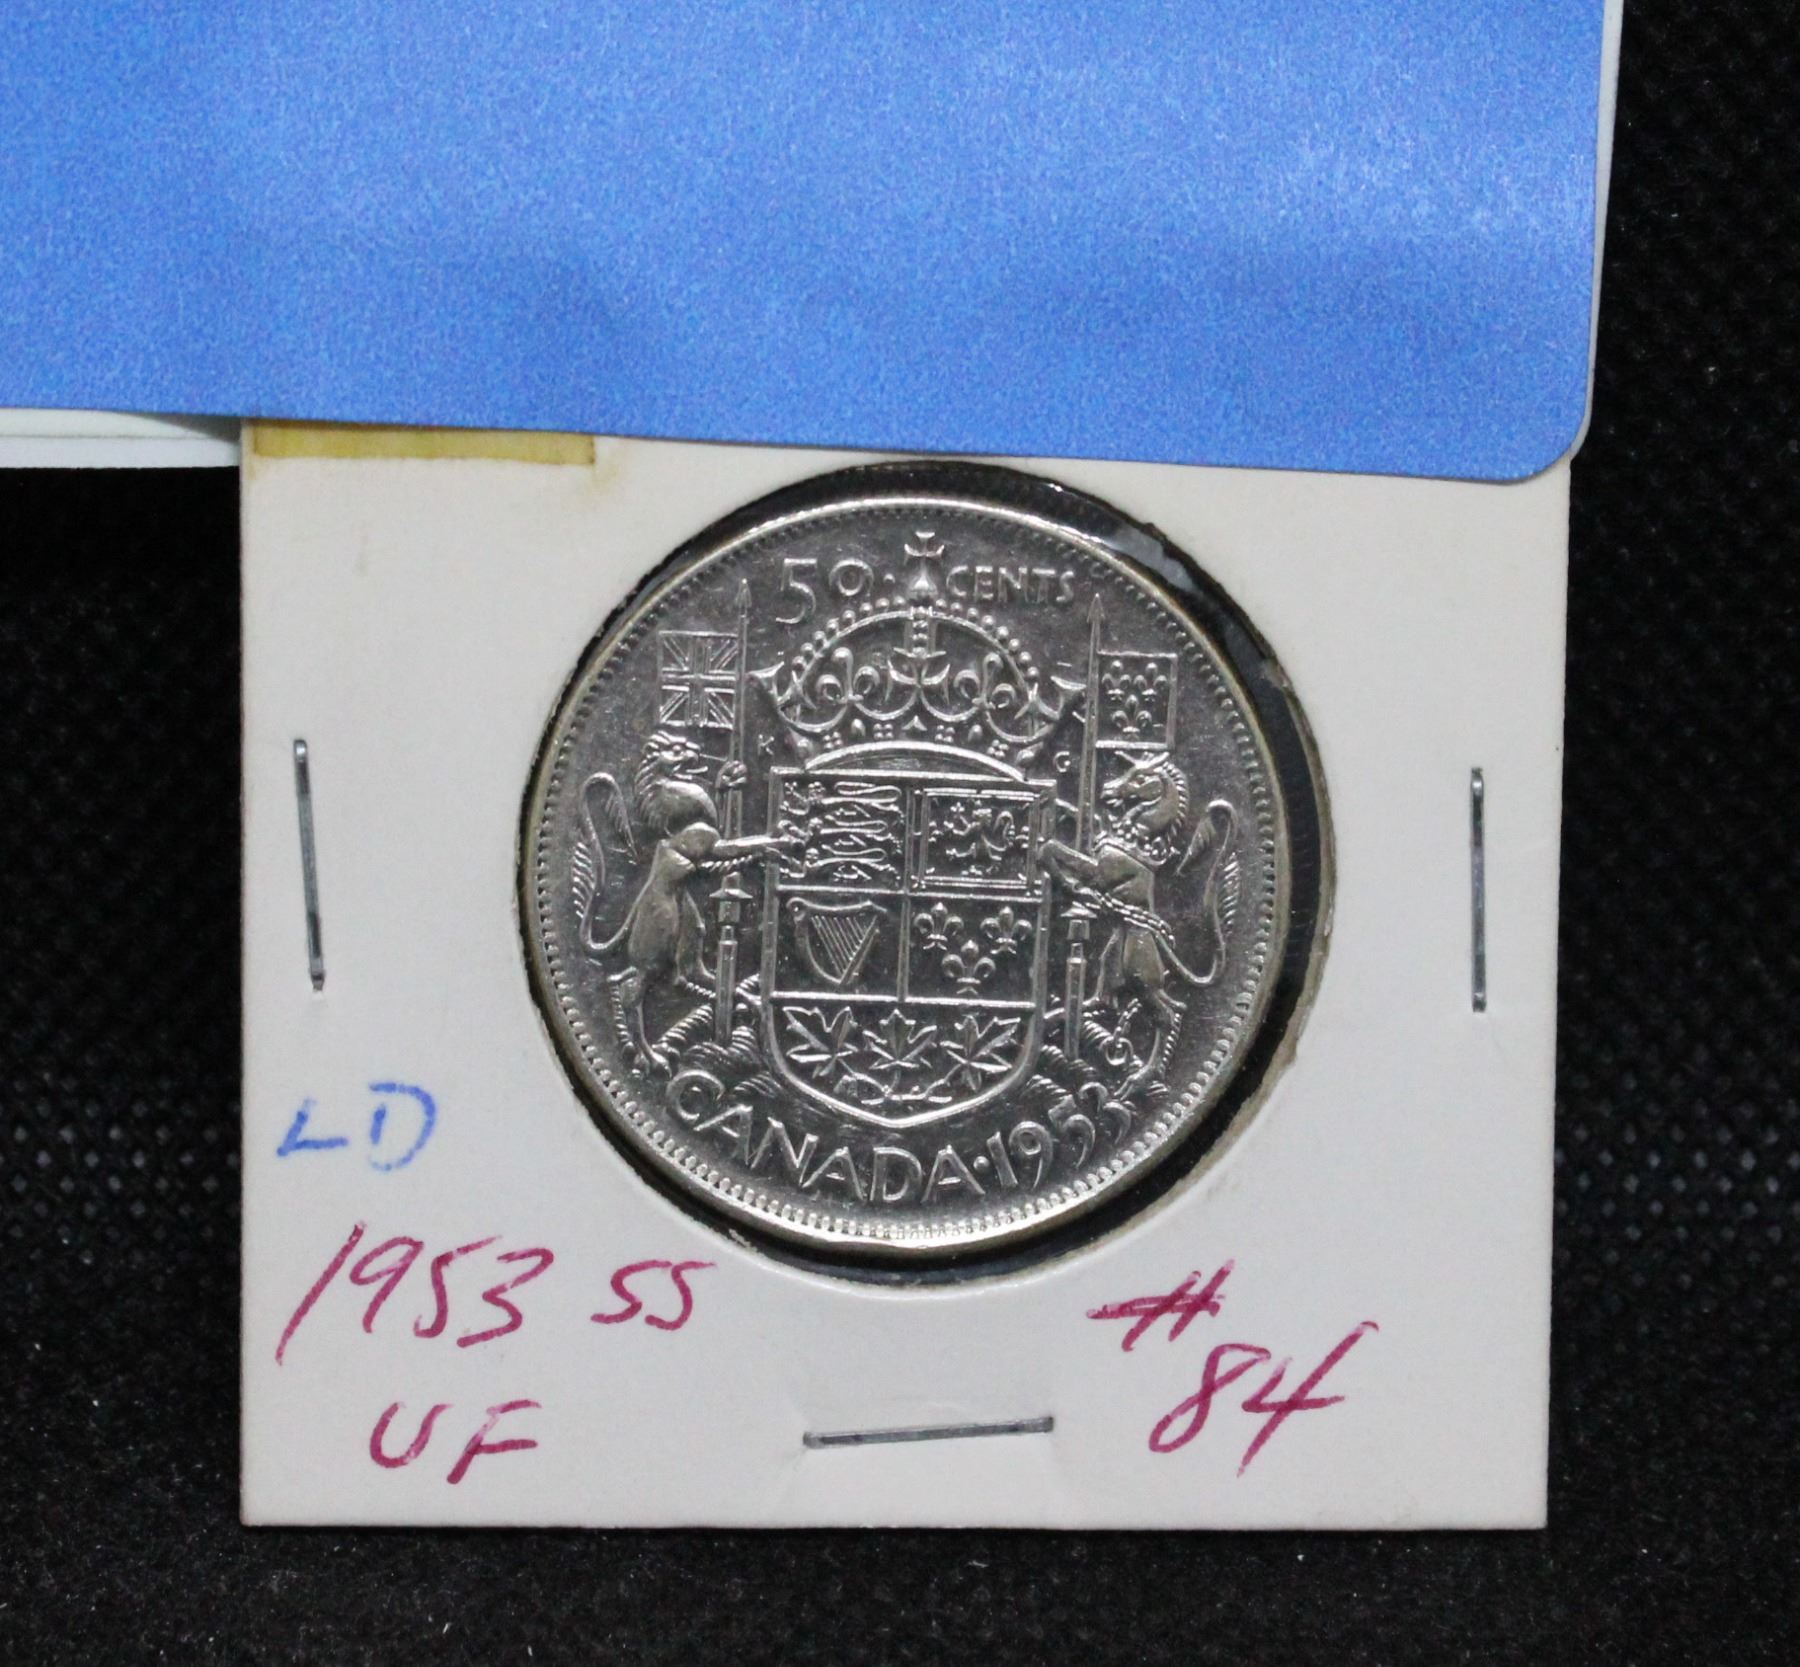 50 · CENTS
K G
CANADA · 1953
LD
1953 SS
#
UF
84